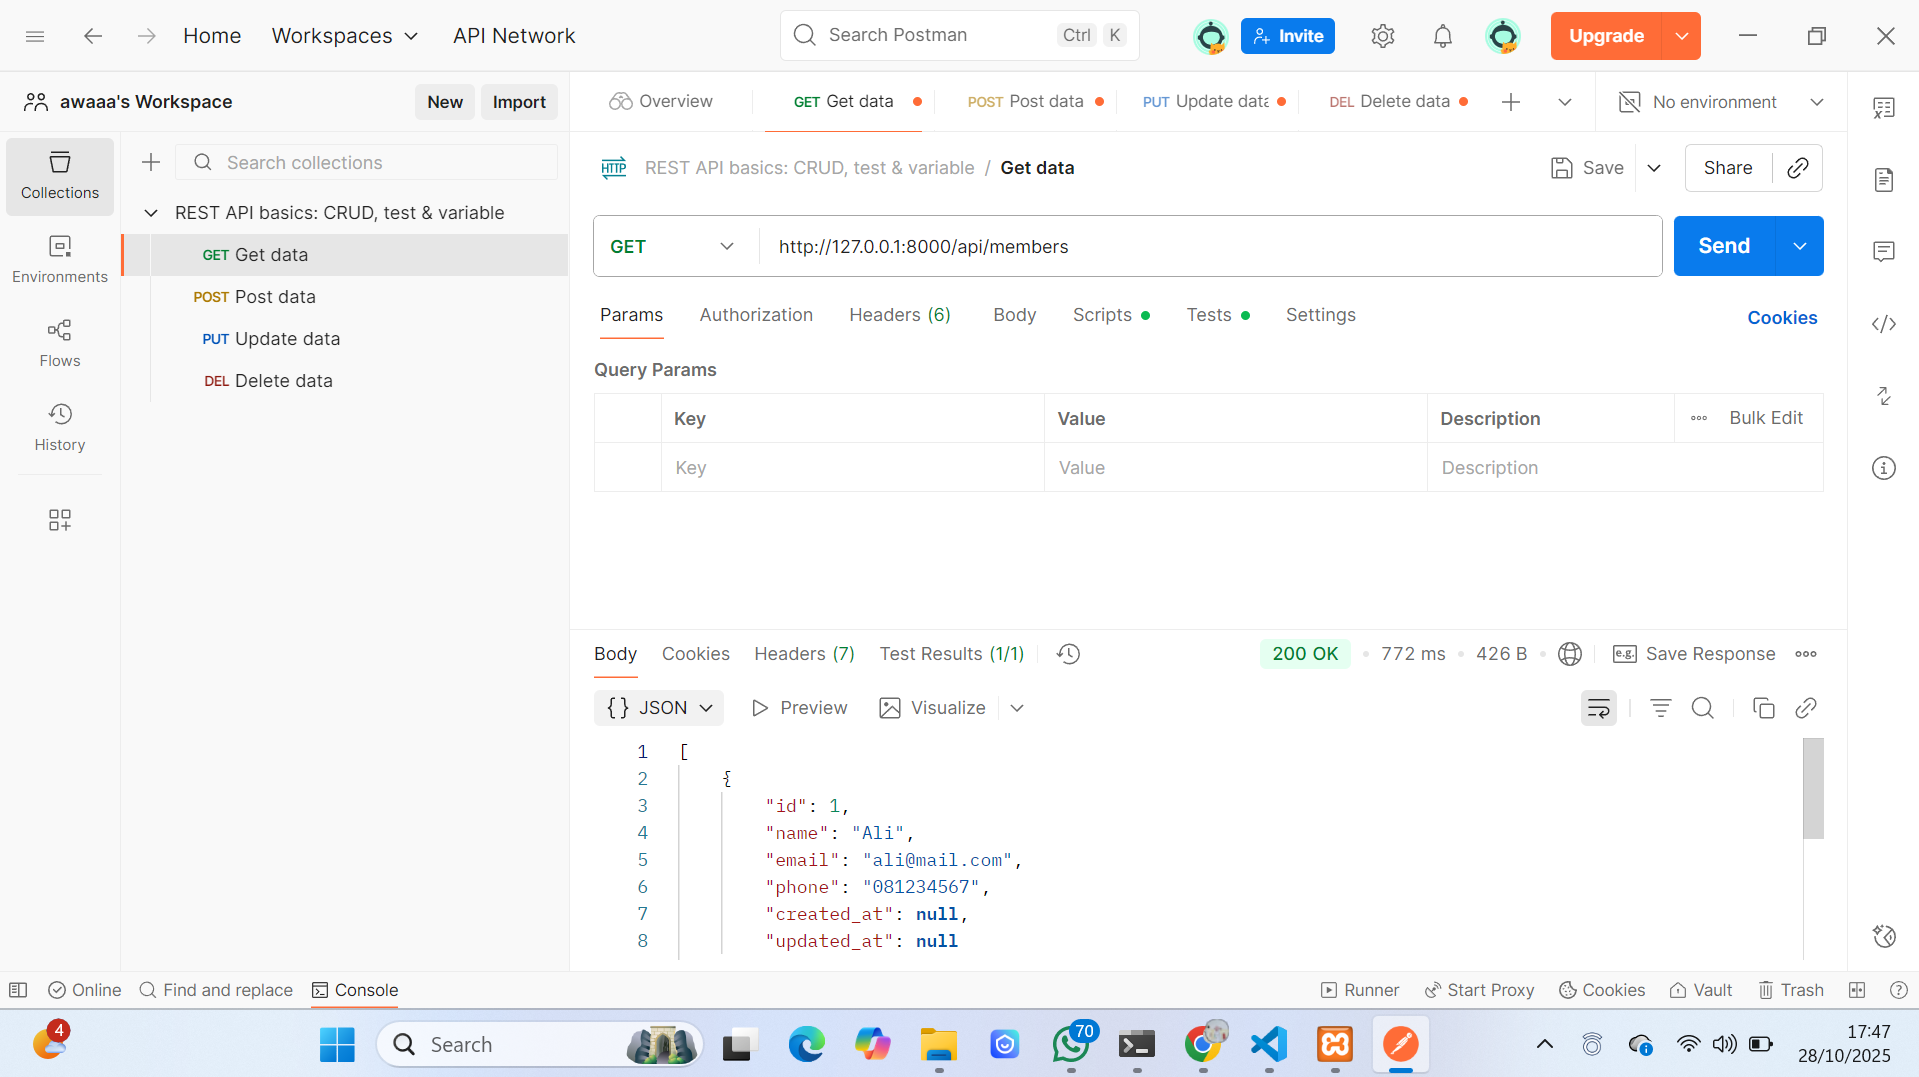 Home Workspaces API Network Search Postman Ctrl K Invite Upgrade
awaaa's Workspace New Import Overview GET Get data POST Post data PUT Update data DEL Delete data No environment
Collections
Search collections
REST API basics: CRUD, test & variable / Get data Save Share
REST API basics: CRUD, test & variable
GET Get data
POST Post data
PUT Update data
DEL Delete data
Environments
Flows
History
GET http://127.0.0.1:8000/api/members Send
Params Authorization Headers (6) Body Scripts Tests Settings Cookies
Query Params
Key Value Description Bulk Edit
Key Value Description
Body Cookies Headers (7) Test Results (1/1) 200 OK 772 ms 426 B e.g. Save Response
{} JSON Preview Visualize
1 [
2 {
3 "id": 1,
4 "name": "Ali",
5 "email": "ali@mail.com",
6 "phone": "081234567",
7 "created_at": null,
8 "updated_at": null
Online Find and replace Console Runner Start Proxy Cookies Vault Trash
4 Search 70 17:47
28/10/2025